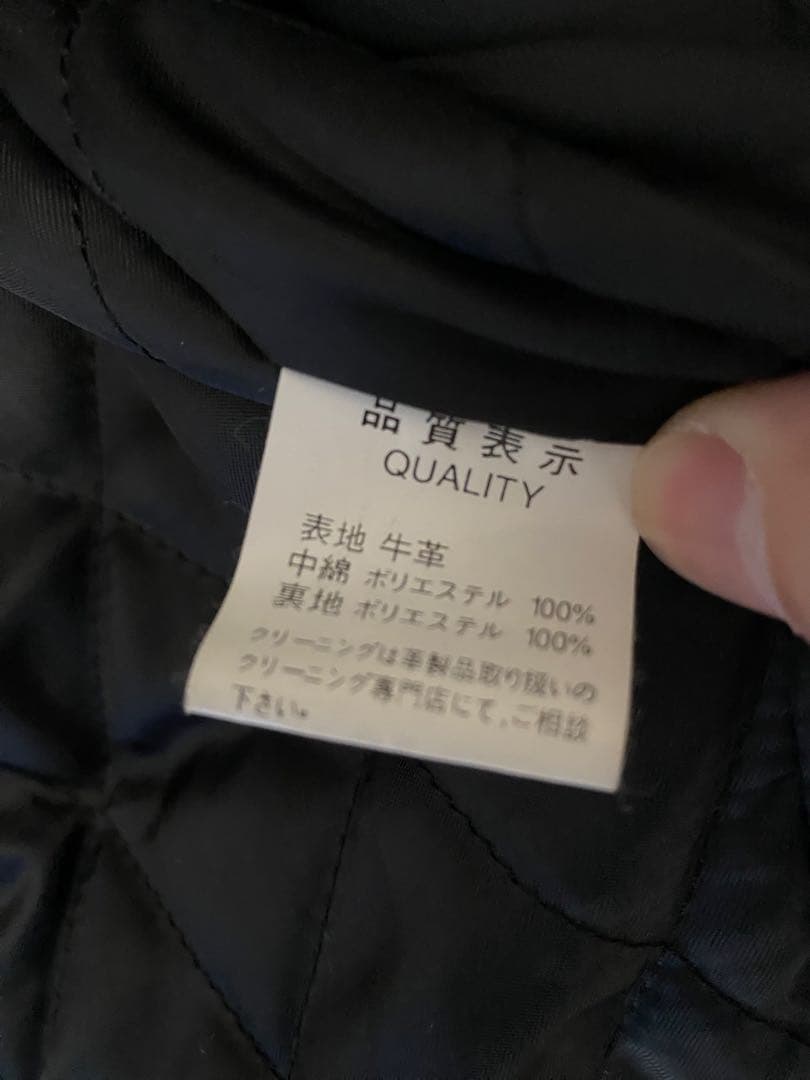 品質表示
QUALITY
表地 牛革
中綿 ポリエステル 100%
裏地 ポリエステル 100%
クリーニングは革製品取り扱いの
クリーニング専門店にて、ご相談
下さい。